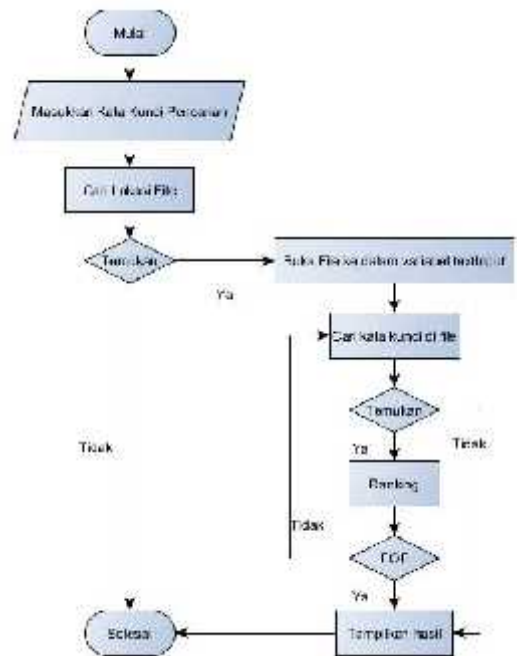 Mulai
Masukkan Kata Kunci Pencarian
Cari Lokasi File
Temukan
Ya
Buka File ke dalam variabel
Cari kata kunci di file
Temukan
Ya
Tidak
Tidak
Ranking
Tidak
EOF
Ya
Selesai
Tampilkan hasil